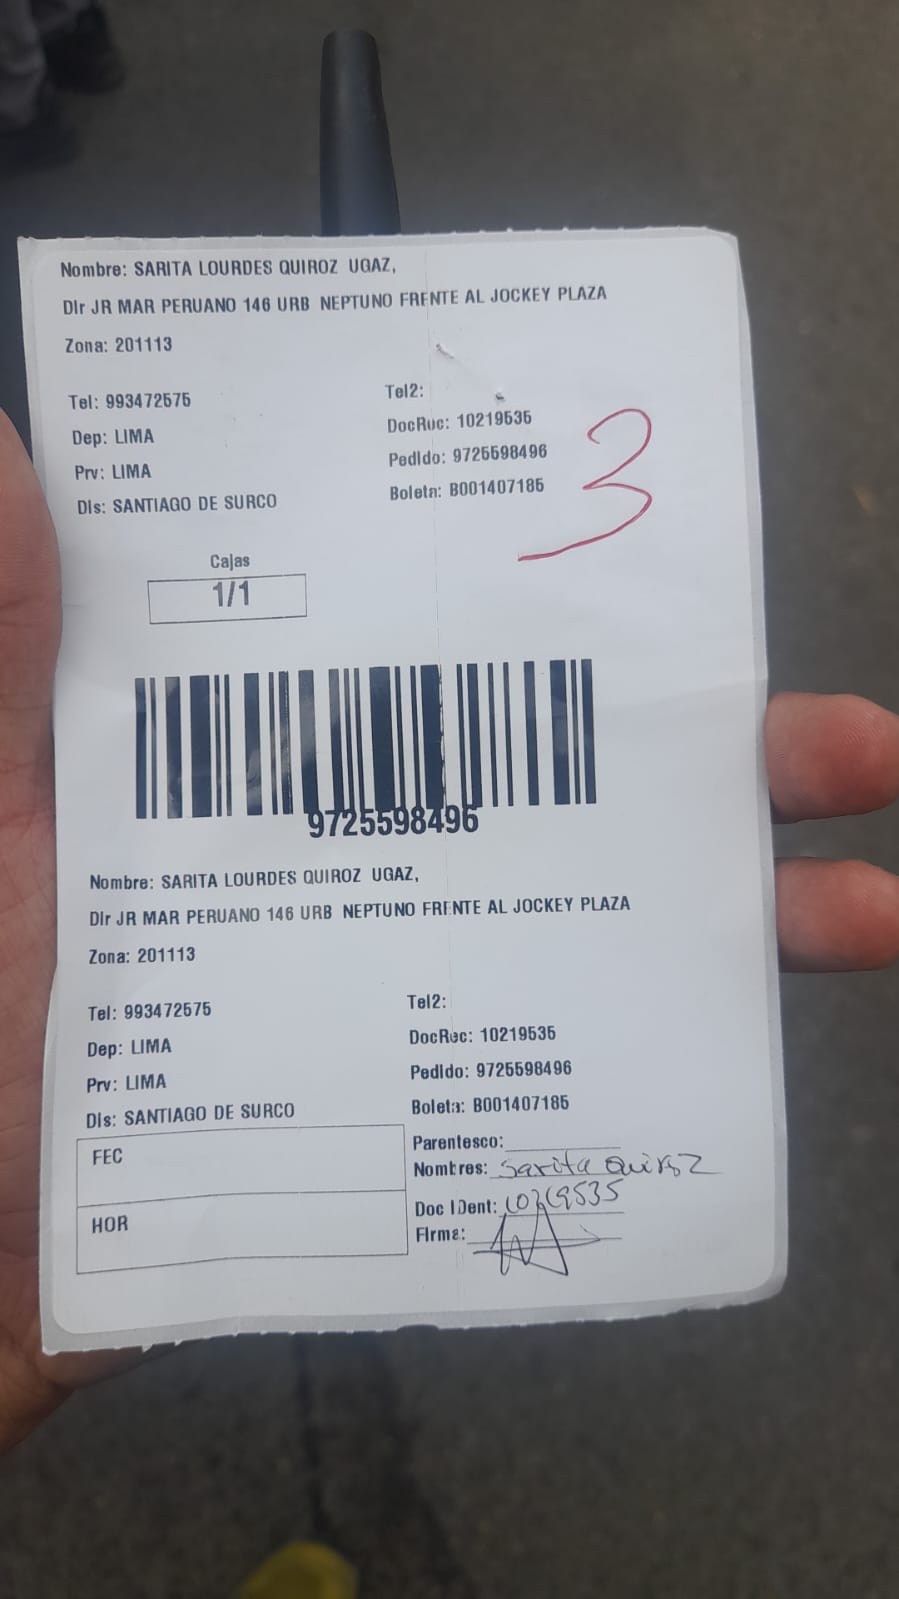 Nombre: SARITA LOURDES QUIROZ UGAZ,
DIr JR MAR PERUANO 146 URB NEPTUNO FRENTE AL JOCKEY PLAZA
Zona: 201113
Tel: 993472575 Tel2:
Dep: LIMA DocRuc: 10219535
Prv: LIMA Pedido: 9725598496
Dis: SANTIAGO DE SURCO Boleta: B001407185
3
Cajas
1/1
9725598496
Nombre: SARITA LOURDES QUIROZ UGAZ,
DIr JR MAR PERUANO 146 URB NEPTUNO FRENTE AL JOCKEY PLAZA
Zona: 201113
Tel: 993472575 Tel2:
Dep: LIMA DocRec: 10219535
Prv: LIMA Pedido: 9725598496
Dis: SANTIAGO DE SURCO Boleta: B001407185
FEC
HOR
Parentesco:
Nombres: Sarita Quiroz
Doc IDent: 10219535
Firma: